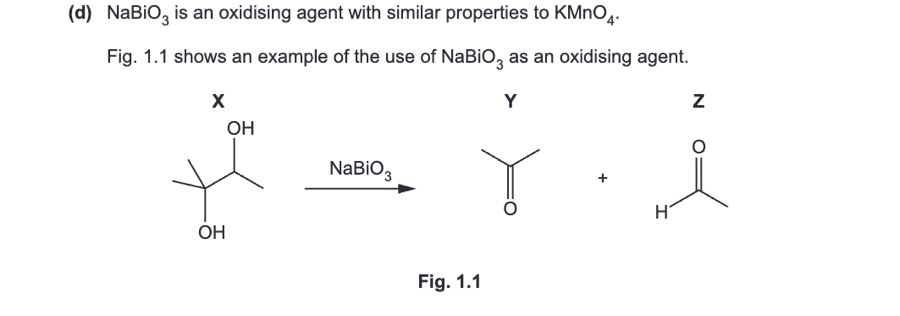 (d) NaBiO₃ is an oxidising agent with similar properties to KMnO₄.
Fig. 1.1 shows an example of the use of NaBiO₃ as an oxidising agent.
X Y Z
OH O
NaBiO₃
+
O H
OH
Fig. 1.1